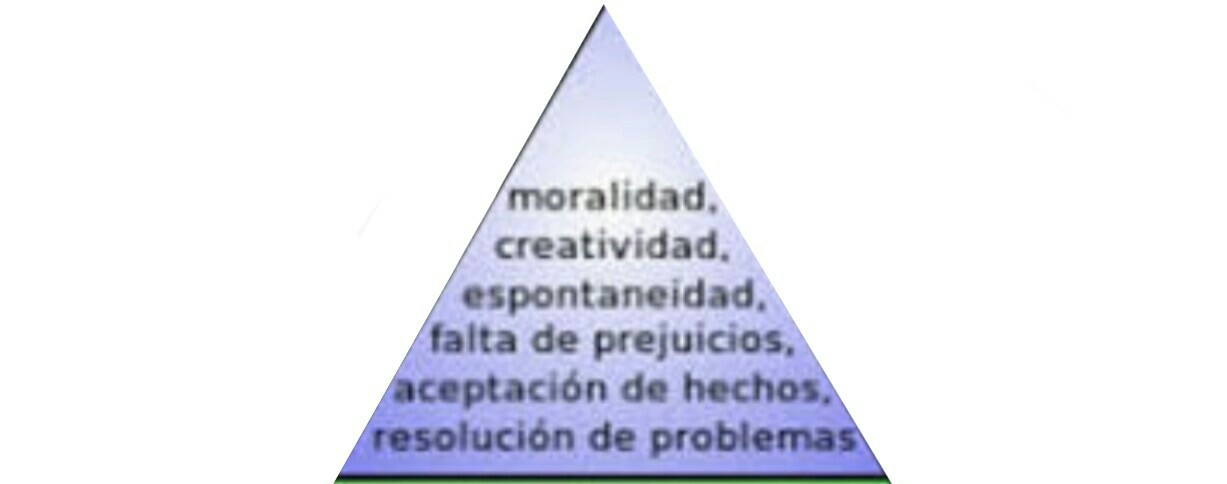 moralidad,
creatividad,
espontaneidad,
falta de prejuicios,
aceptación de hechos,
resolución de problemas